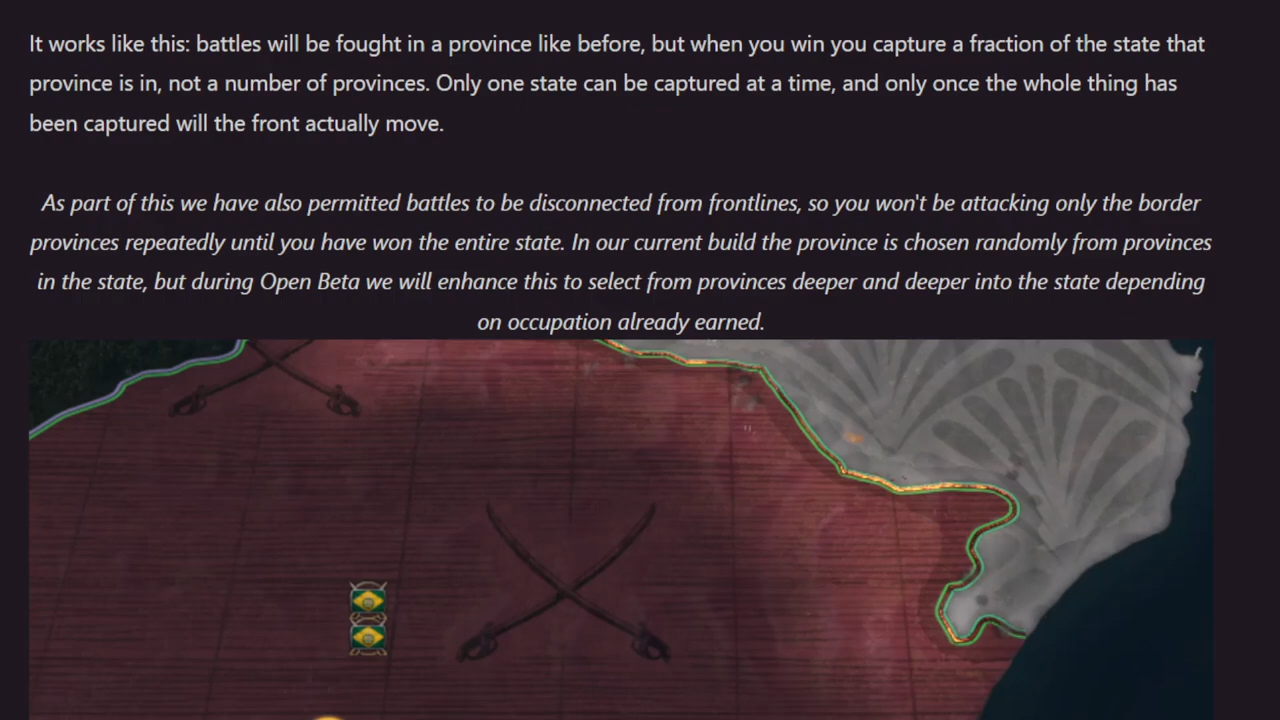 It works like this: battles will be fought in a province like before, but when you win you capture a fraction of the state that
province is in, not a number of provinces. Only one state can be captured at a time, and only once the whole thing has
been captured will the front actually move.
As part of this we have also permitted battles to be disconnected from frontlines, so you won't be attacking only the border
provinces repeatedly until you have won the entire state. In our current build the province is chosen randomly from provinces
in the state, but during Open Beta we will enhance this to select from provinces deeper and deeper into the state depending
on occupation already earned.